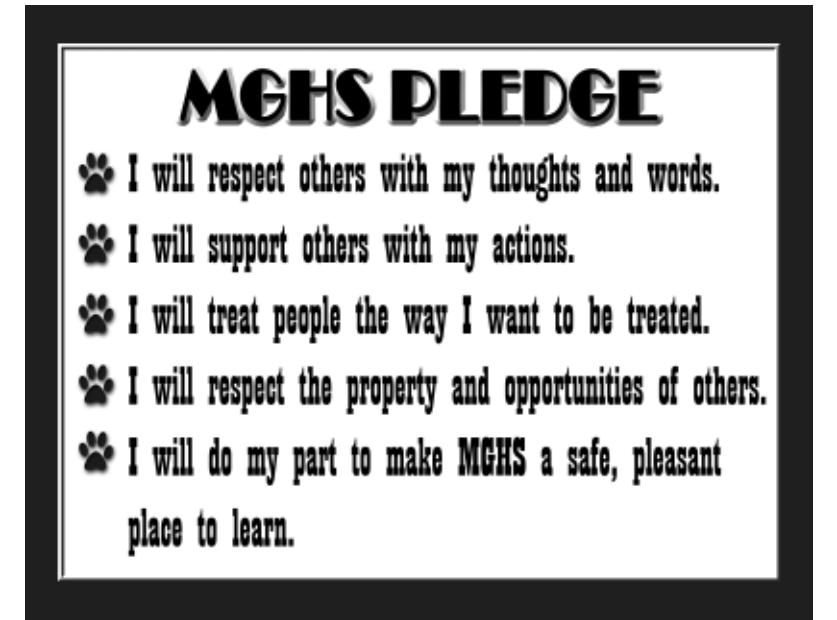 MGHS PLEDGE
I will respect others with my thoughts and words.
I will support others with my actions.
I will treat people the way I want to be treated.
I will respect the property and opportunities of others.
I will do my part to make MGHS a safe, pleasant
place to learn.